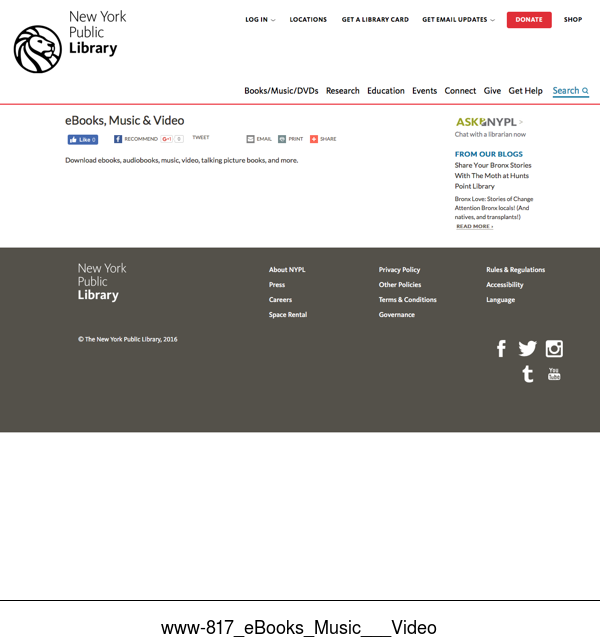 New York
Public
Library
LOG IN
LOCATIONS
GET A LIBRARY CARD
GET EMAIL UPDATES
DONATE
SHOP
Books/Music/DVDs Research Education Events Connect Give Get Help Search
eBooks, Music & Video
Like 0
RECOMMEND
G+1 0
TWEET
EMAIL
PRINT
SHARE
Download ebooks, audiobooks, music, video, talking picture books, and more.
ASK NYPL >
Chat with a librarian now
FROM OUR BLOGS
Share Your Bronx Stories
With The Moth at Hunts
Point Library
Bronx Love: Stories of Change
Attention Bronx locals! (And
natives, and transplants!)
READ MORE ›
New York
Public
Library
© The New York Public Library, 2016
About NYPL
Press
Careers
Space Rental
Privacy Policy
Other Policies
Terms & Conditions
Governance
Rules & Regulations
Accessibility
Language
You
Tube
www-817_eBooks_Music___Video